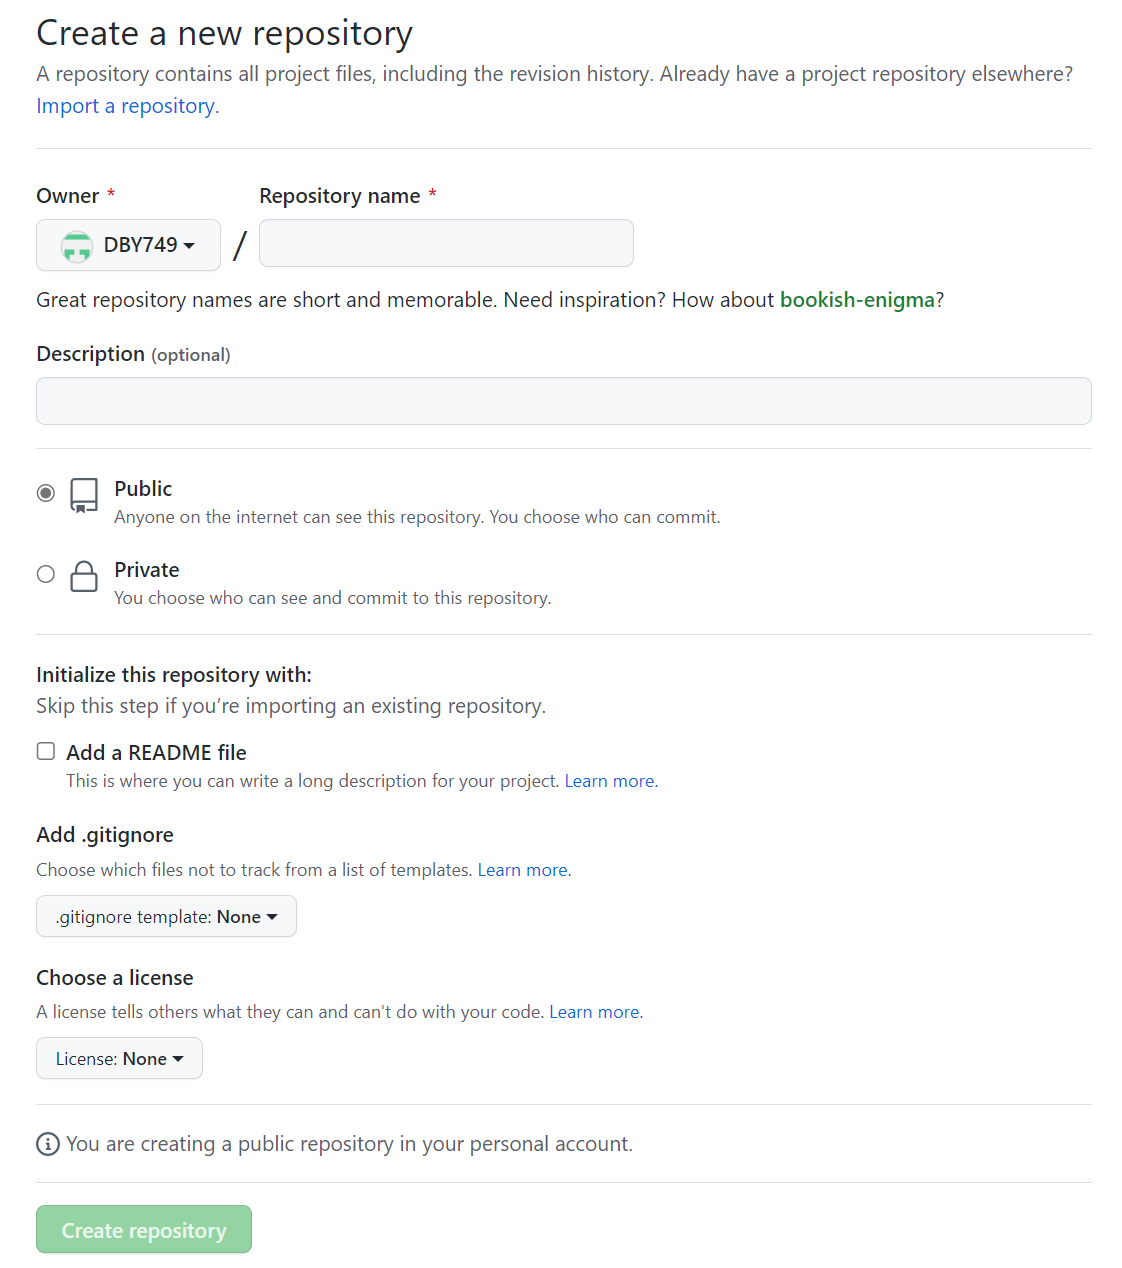 Create a new repository
A repository contains all project files, including the revision history. Already have a project repository elsewhere?
Import a repository.
Owner * Repository name *
DBY749 /
Great repository names are short and memorable. Need inspiration? How about bookish-enigma?
Description (optional)
Public
Anyone on the internet can see this repository. You choose who can commit.
Private
You choose who can see and commit to this repository.
Initialize this repository with:
Skip this step if you’re importing an existing repository.
Add a README file
This is where you can write a long description for your project. Learn more.
Add .gitignore
Choose which files not to track from a list of templates. Learn more.
.gitignore template: None
Choose a license
A license tells others what they can and can't do with your code. Learn more.
License: None
You are creating a public repository in your personal account.
Create repository